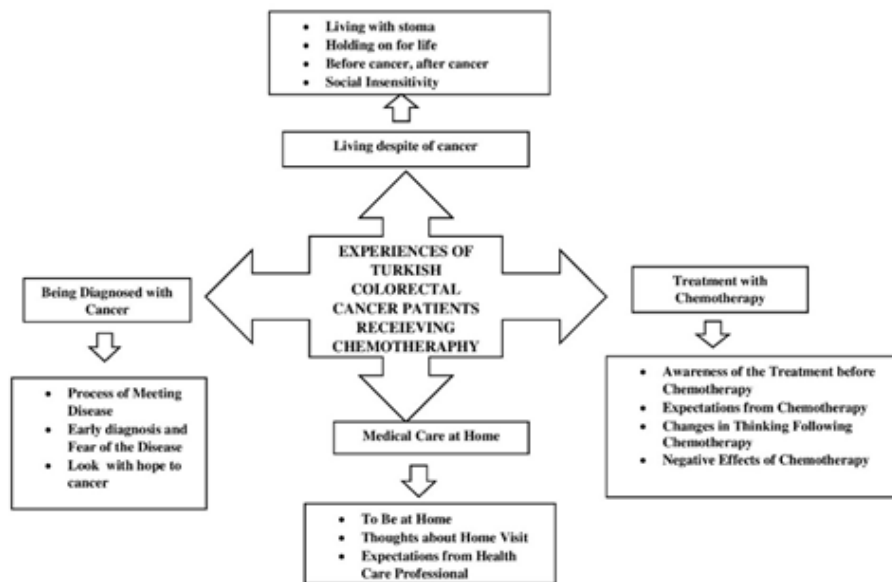 • Living with stoma
• Holding on for life
• Before cancer, after cancer
• Social Insensitivity
Living despite of cancer
EXPERIENCES OF
TURKISH
COLORECTAL
CANCER PATIENTS
RECEIEVING
CHEMOTHERAPHY
Being Diagnosed with
Cancer
• Process of Meeting
Disease
• Early diagnosis and
Fear of the Disease
• Look with hope to
cancer
Treatment with
Chemotherapy
• Awareness of the Treatment before
Chemotherapy
• Expectations from Chemotherapy
• Changes in Thinking Following
Chemotherapy
• Negative Effects of Chemotherapy
Medical Care at Home
• To Be at Home
• Thoughts about Home Visit
• Expectations from Health
Care Professional